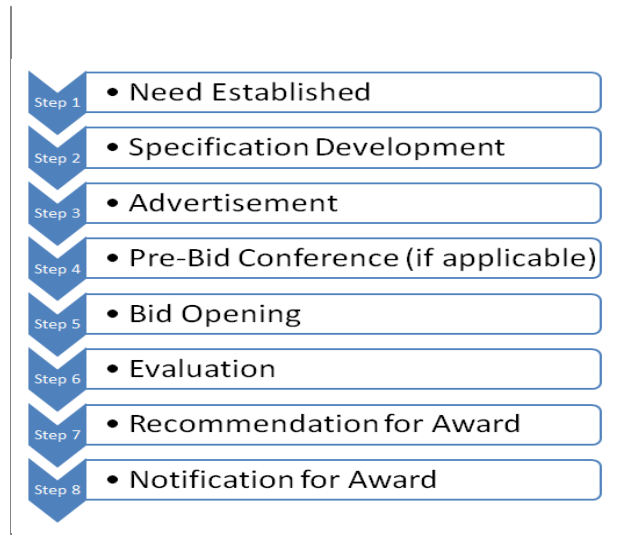 Step 1 • Need Established
Step 2 • Specification Development
Step 3 • Advertisement
Step 4 • Pre-Bid Conference (if applicable)
Step 5 • Bid Opening
Step 6 • Evaluation
Step 7 • Recommendation for Award
Step 8 • Notification for Award